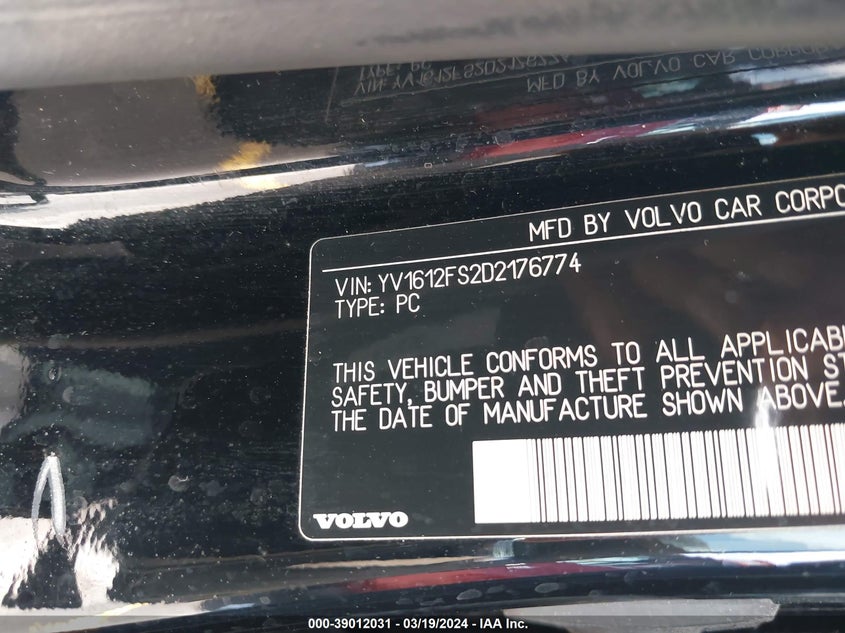 MFD BY VOLVO CAR CORPO
VIN: YV1612FS2D2176774
TYPE: PC
THIS VEHICLE CONFORMS TO ALL APPLICAB
SAFETY, BUMPER AND THEFT PREVENTION ST
THE DATE OF MANUFACTURE SHOWN ABOVE.
VOLVO
000-39012031 - 03/19/2024 - IAA Inc.